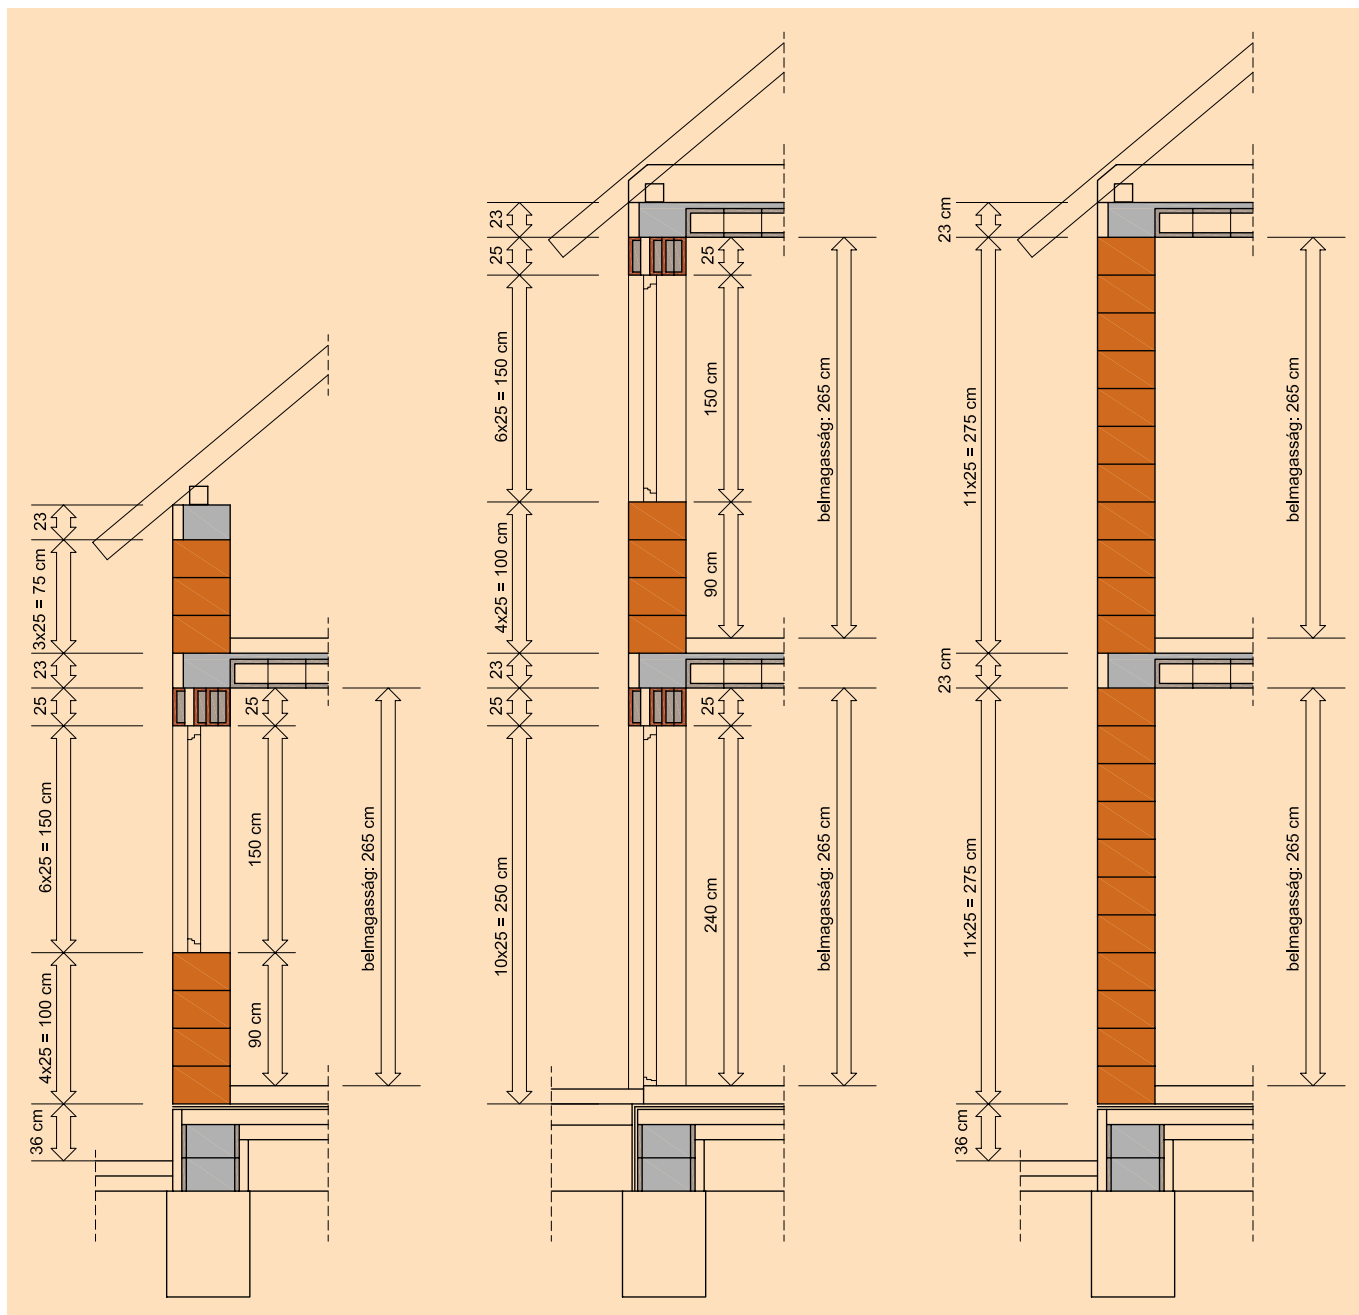 23
3x25 = 75 cm
23
25
6x25 = 150 cm
4x25 = 100 cm
36 cm
25
150 cm
90 cm
belmagasság: 265 cm
23
25
6x25 = 150 cm
4x25 = 100 cm
23
25
10x25 = 250 cm
25
150 cm
90 cm
25
240 cm
belmagasság: 265 cm
belmagasság: 265 cm
23 cm
11x25 = 275 cm
23 cm
11x25 = 275 cm
36 cm
belmagasság: 265 cm
belmagasság: 265 cm